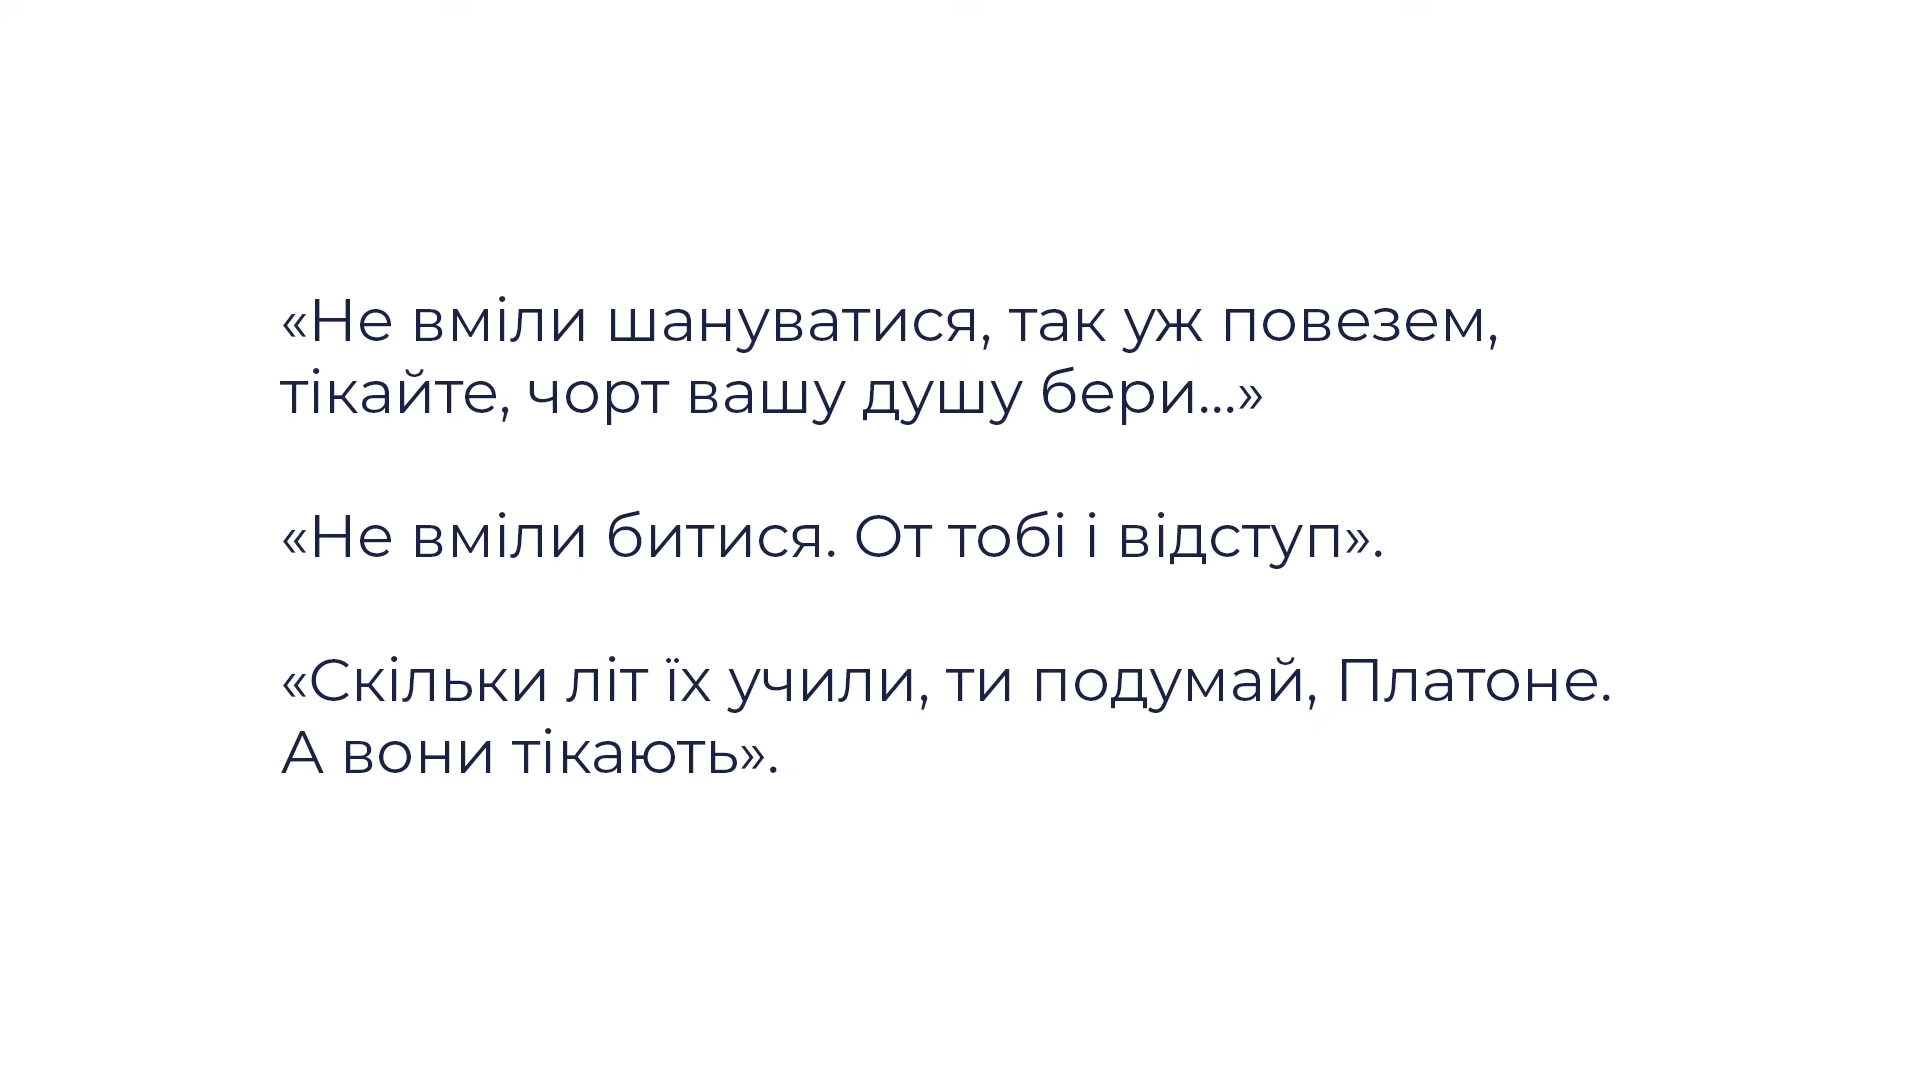 «Не вміли шануватися, так уж повезем,
тікайте, чорт вашу душу бери...»
«Не вміли битися. От тобі і відступ».
«Скільки літ їх учили, ти подумай, Платоне.
А вони тікають».